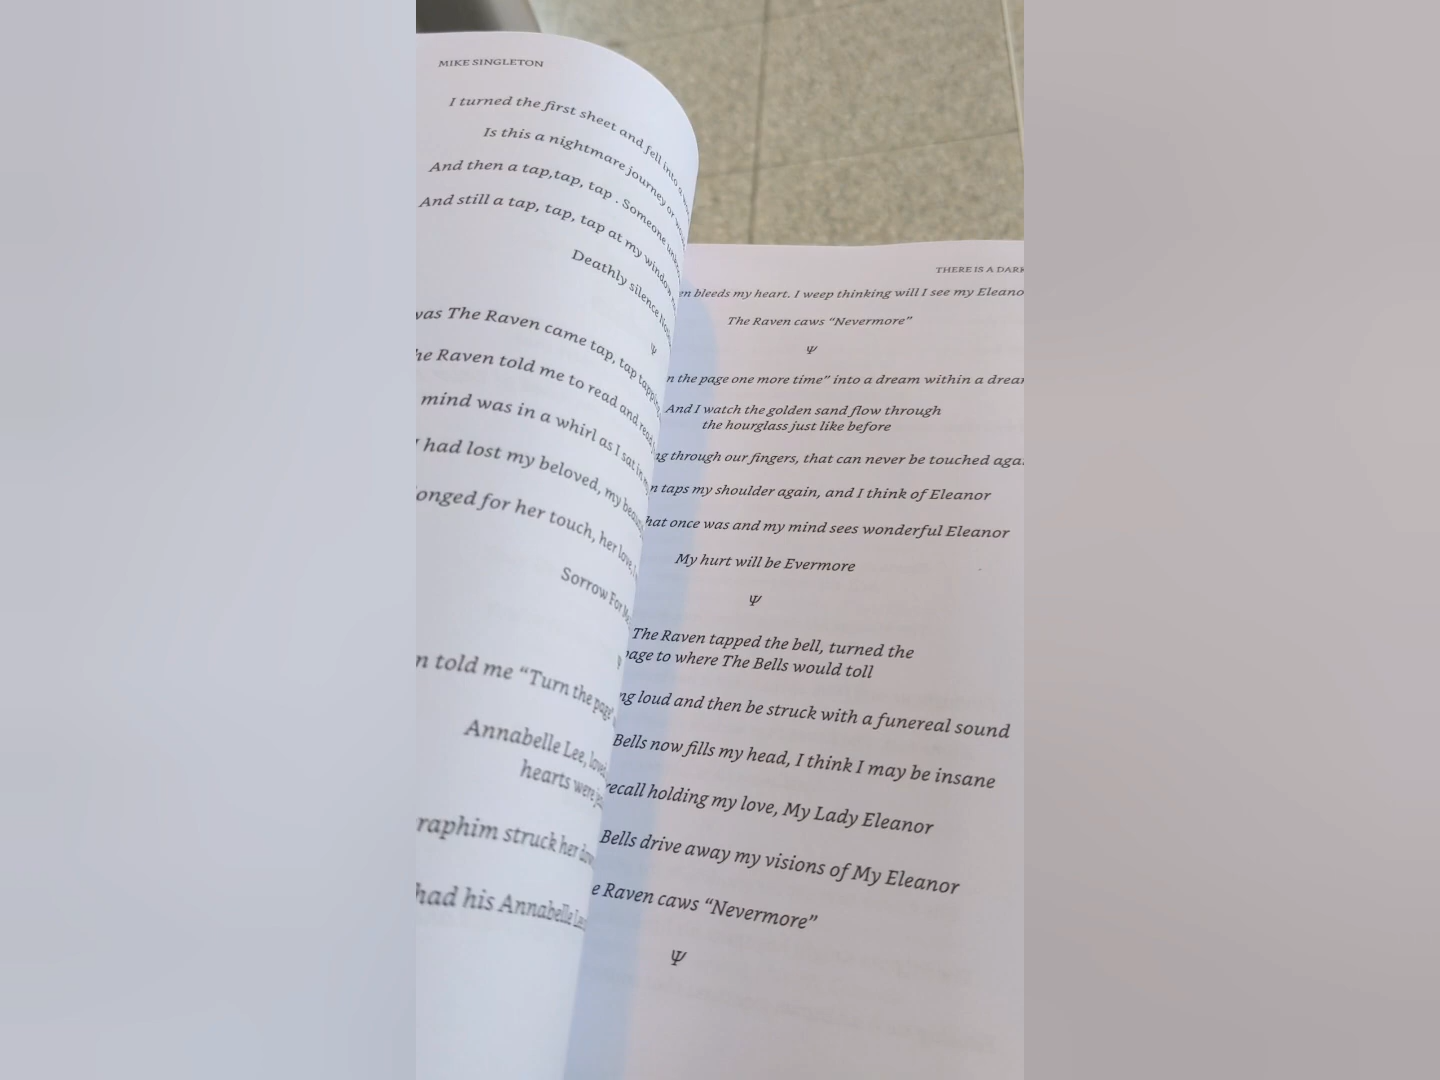 MIKE SINGLETON
I turned the first sheet and fell into a
Is this a nightmare journey or
And then a tap,tap, tap . Someone
And still a tap, tap, tap at my window
Deathly silence
was The Raven came tap, tap tapping
he Raven told me to read and read
mind was in a whirl as I sat in
had lost my beloved, my
longed for her touch, her love,
Sorrow For
n told me “Turn the page
Annabelle Lee,
hearts were
raphim struck her
had his Annabelle
THERE IS A DARK
en bleeds my heart. I weep thinking will I see my Eleano
The Raven caws “Nevermore”
Ψ
n the page one more time” into a dream within a drear
And I watch the golden sand flow through
the hourglass just like before
ng through our fingers, that can never be touched aga
n taps my shoulder again, and I think of Eleanor
hat once was and my mind sees wonderful Eleanor
My hurt will be Evermore
Ψ
The Raven tapped the bell, turned the
page to where The Bells would toll
ng loud and then be struck with a funereal sound
Bells now fills my head, I think I may be insane
recall holding my love, My Lady Eleanor
Bells drive away my visions of My Eleanor
e Raven caws “Nevermore”
Ψ